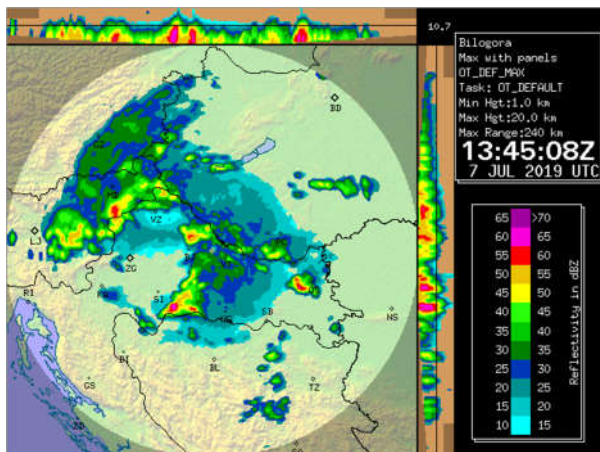 10.7
Bilogora
Max with panels
OT_DEF_MAX
Task: OT_DEFAULT
Min Hgt:1.0 km
Max Hgt:20.0 km
Max Range:240 km
13:45:08Z
7 JUL 2019 UTC
65 >70
60 65
55 60
50 55
45 50
40 45
35 40
30 35
25 30
20 25
15 20
10 15
Reflectivity in dBZ
BD
VZ
LJ
ZG
RI
SI
SB
NS
BI
BL
GS
TZ
ZD